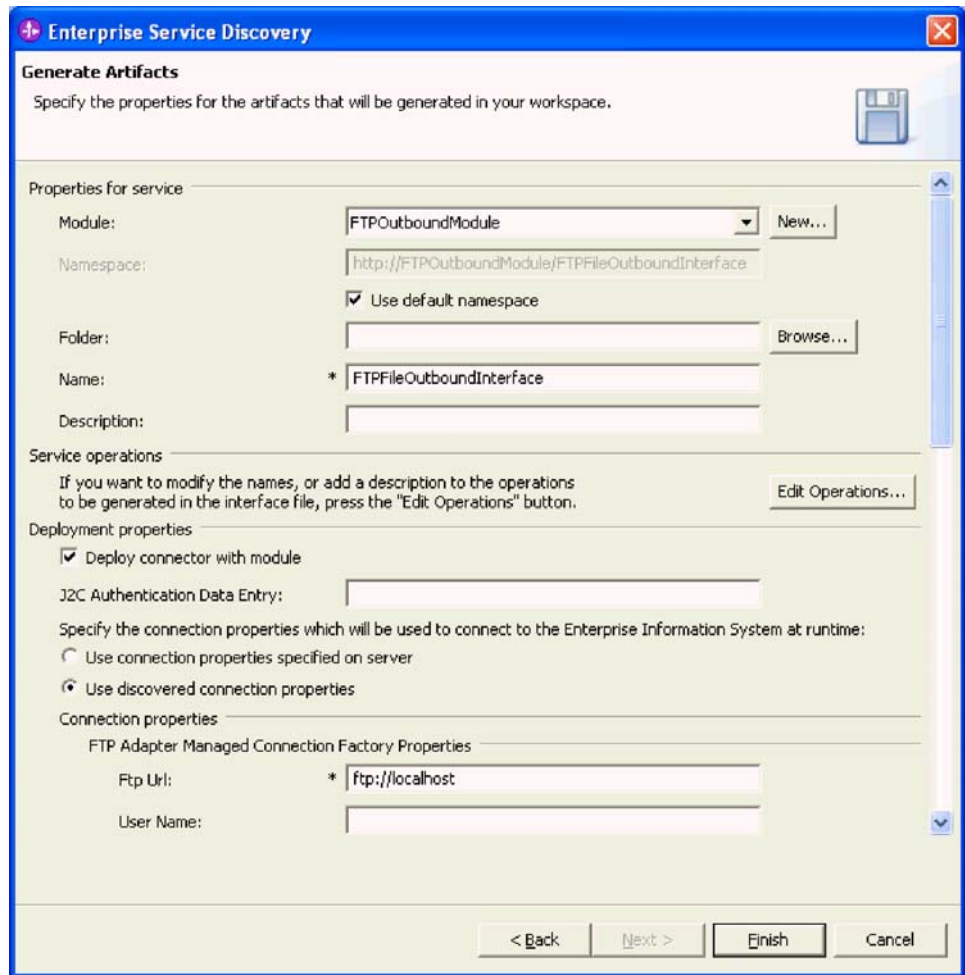 Enterprise Service Discovery
Generate Artifacts
Specify the properties for the artifacts that will be generated in your workspace.
Properties for service
Module: FTPOutboundModule New...
Namespace: http://FTPOutboundModule/FTPFileOutboundInterface
Use default namespace
Folder: Browse...
Name: * FTPFileOutboundInterface
Description:
Service operations
If you want to modify the names, or add a description to the operations
to be generated in the interface file, press the "Edit Operations" button. Edit Operations...
Deployment properties
Deploy connector with module
J2C Authentication Data Entry:
Specify the connection properties which will be used to connect to the Enterprise Information System at runtime:
Use connection properties specified on server
Use discovered connection properties
Connection properties
FTP Adapter Managed Connection Factory Properties
Ftp Url: * ftp://localhost
User Name:
< Back Next > Finish Cancel